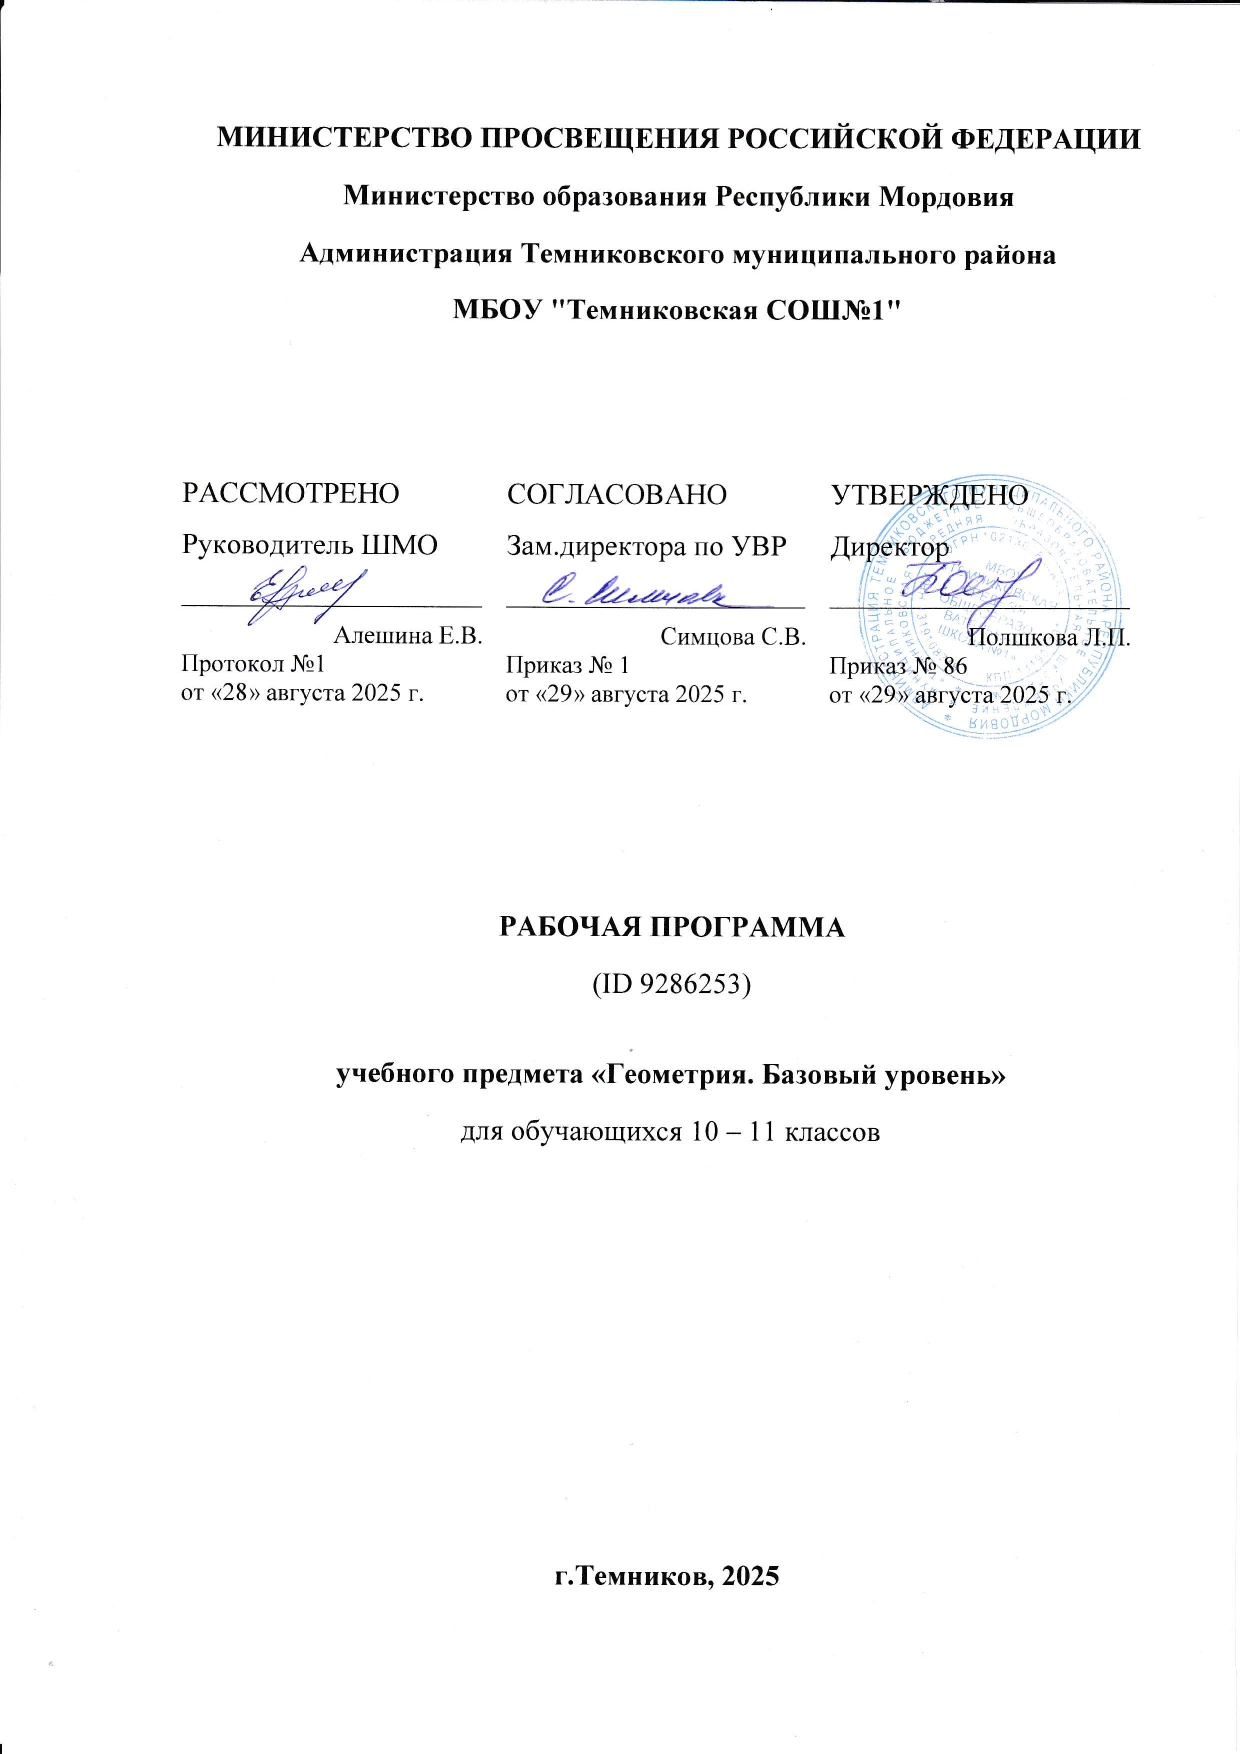 МИНИСТЕРСТВО ПРОСВЕЩЕНИЯ РОССИЙСКОЙ ФЕДЕРАЦИИ
Министерство образования Республики Мордовия
Администрация Темниковского муниципального района
МБОУ "Темниковская СОШ№1"
РАССМОТРЕНО
Руководитель ШМО
Алешина Е.В.
Протокол №1
от «28» августа 2025 г.
СОГЛАСОВАНО
Зам.директора по УВР
Симцова С.В.
Приказ № 1
от «29» августа 2025 г.
УТВЕРЖДЕНО
Директор
Полшкова Л.П.
Приказ № 86
от «29» августа 2025 г.
РАБОЧАЯ ПРОГРАММА
(ID 9286253)
учебного предмета «Геометрия. Базовый уровень»
для обучающихся 10 – 11 классов
г.Темников, 2025